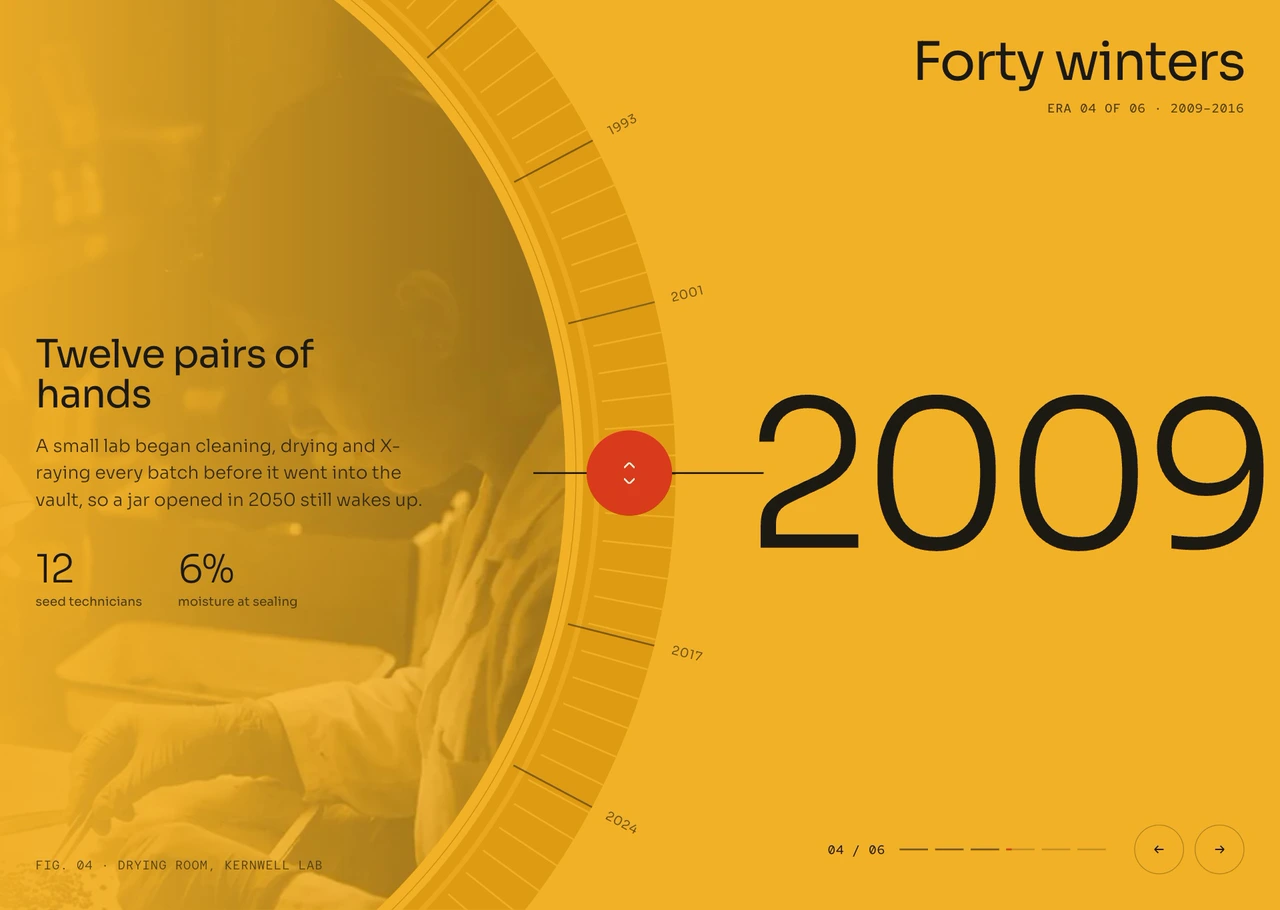 Forty winters
ERA 04 OF 06 · 2009–2016
1993
2001
2009
2017
2024
Twelve pairs of
hands
A small lab began cleaning, drying and X-
raying every batch before it went into the
vault, so a jar opened in 2050 still wakes up.
12
seed technicians
6%
moisture at sealing
FIG. 04 · DRYING ROOM, KERNWELL LAB
04 / 06